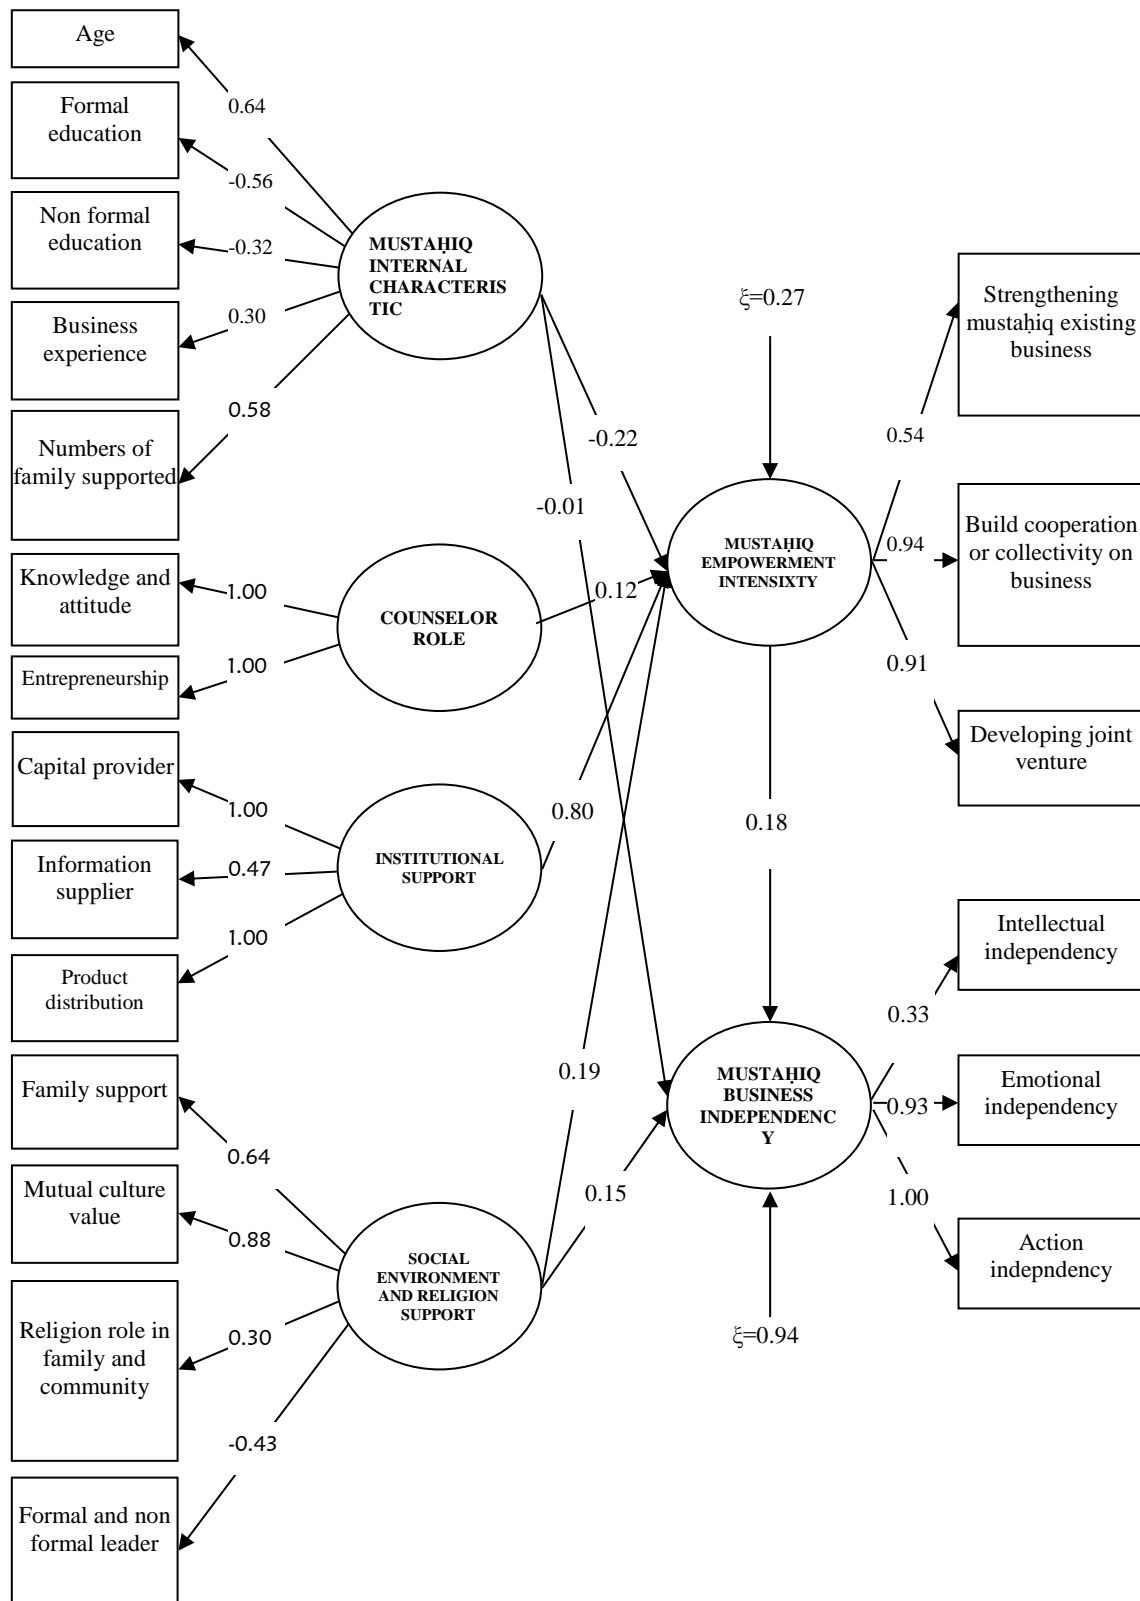 Age
Formal
education
Non formal
education
Business
experience
Numbers of
family supported
Knowledge and
attitude
Entrepreneurship
Capital provider
Information
supplier
Product
distribution
Family support
Mutual culture
value
Religion role in
family and
community
Formal and non
formal leader
0.64
-0.56
-0.32
0.30
0.58
1.00
1.00
1.00
0.47
1.00
0.64
0.88
0.30
-0.43
MUSTAḤIQ
INTERNAL
CHARACTERIS
TIC
COUNSELOR
ROLE
INSTITUTIONAL
SUPPORT
SOCIAL
ENVIRONMENT
AND RELIGION
SUPPORT
-0.22
-0.01
0.12
0.80
0.19
0.15
ξ=0.27
MUSTAḤIQ
EMPOWERMENT
INTENSIXTY
0.18
MUSTAḤIQ
BUSINESS
INDEPENDENC
Y
ξ=0.94
0.54
0.94
0.91
0.33
0.93
1.00
Strengthening
mustaḥiq existing
business
Build cooperation
or collectivity on
business
Developing joint
venture
Intellectual
independency
Emotional
independency
Action
indepndency